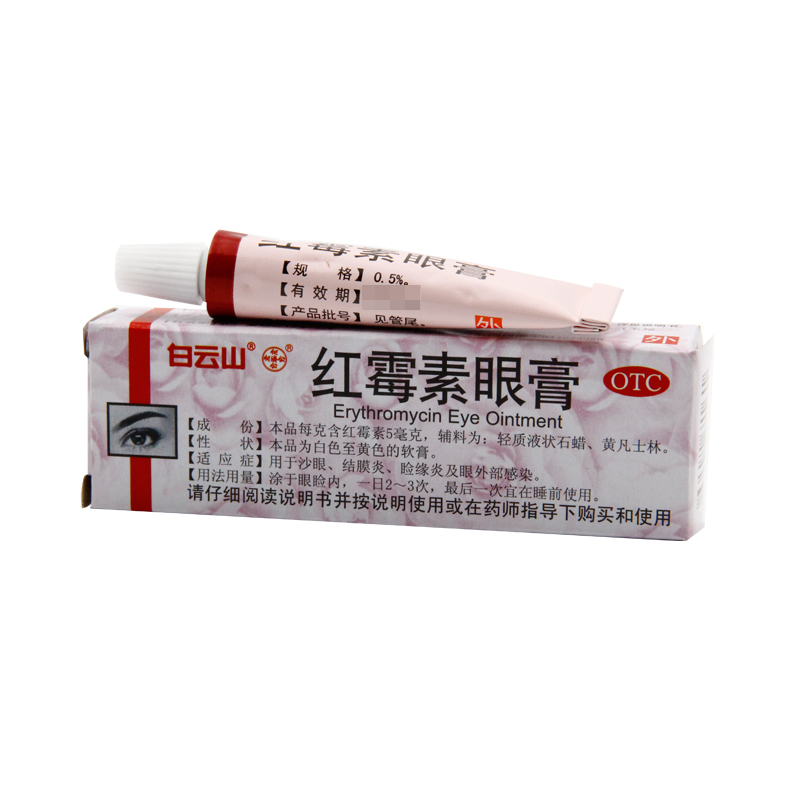 红霉素眼膏
【规 格】0.5%。
【有效期】
【产品批号】见管尾。
外
外
白云山®
®
红霉素眼膏
OTC
Erythromycin Eye Ointment
【成 份】本品每克含红霉素5毫克，辅料为：轻质液状石蜡、黄凡士林。
【性 状】本品为白色至黄色的软膏。
【适应症】用于沙眼、结膜炎、睑缘炎及眼外部感染。
【用法用量】涂于眼睑内，一日2～3次，最后一次宜在睡前使用。
请仔细阅读说明书并按说明使用或在药师指导下购买和使用